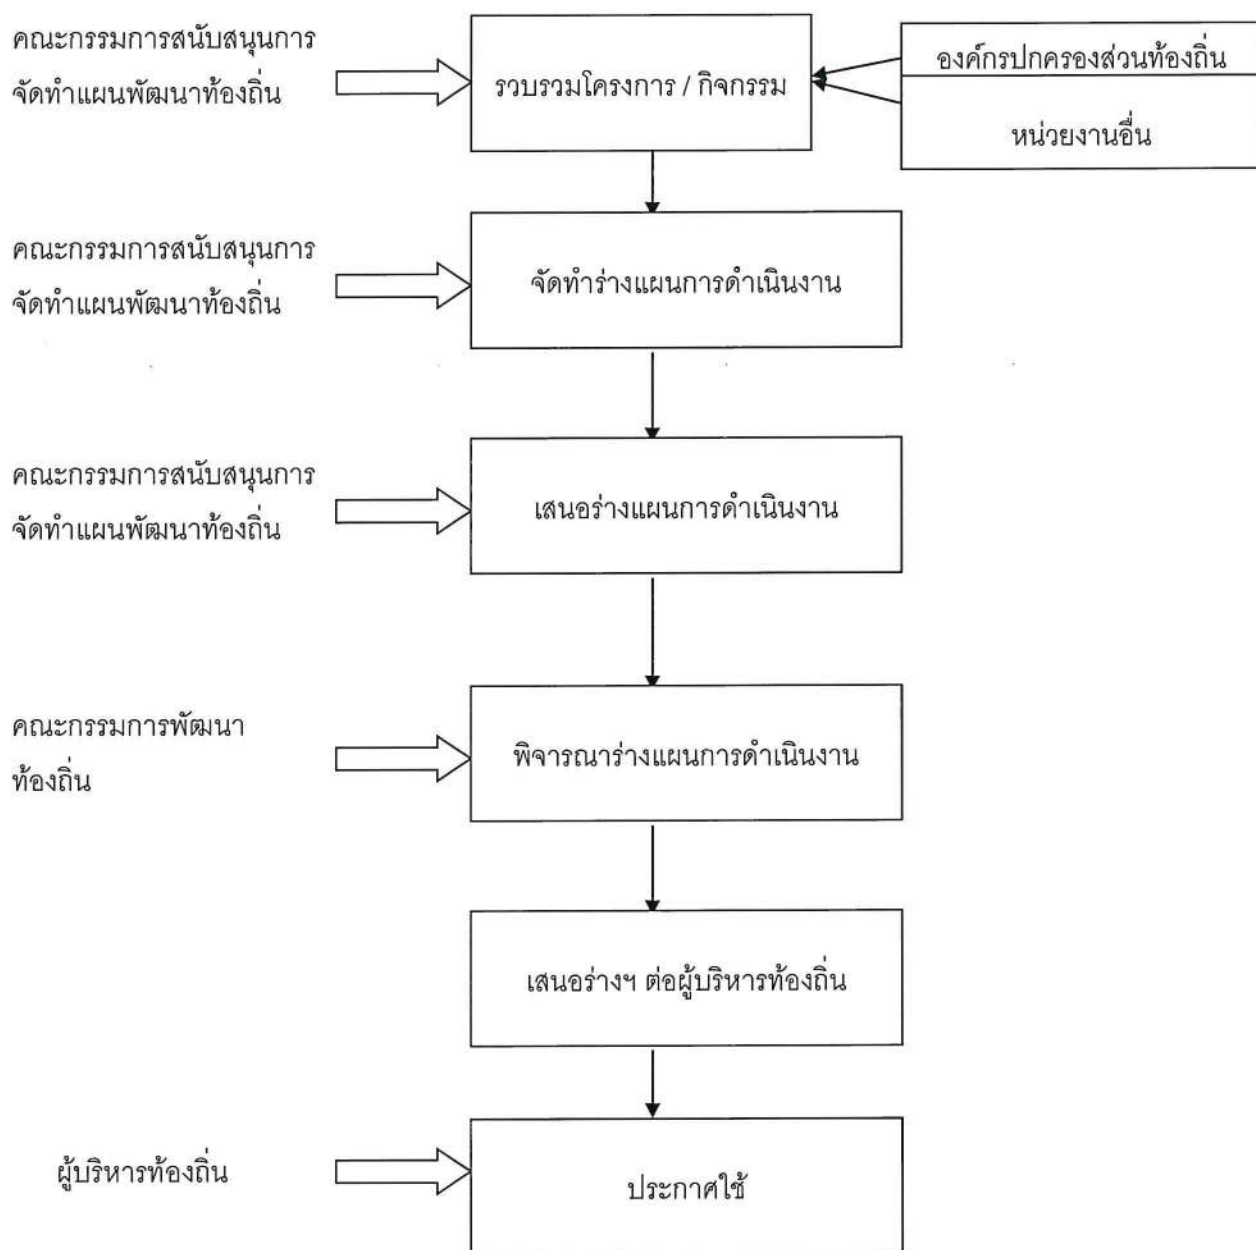 คณะกรรมการสนับสนุนการ
จัดทำแผนพัฒนาท้องถิ่น
รวบรวมโครงการ / กิจกรรม
องค์กรปกครองส่วนท้องถิ่น
หน่วยงานอื่น
คณะกรรมการสนับสนุนการ
จัดทำแผนพัฒนาท้องถิ่น
จัดทำร่างแผนการดำเนินงาน
คณะกรรมการสนับสนุนการ
จัดทำแผนพัฒนาท้องถิ่น
เสนอร่างแผนการดำเนินงาน
คณะกรรมการพัฒนา
ท้องถิ่น
พิจารณาร่างแผนการดำเนินงาน
เสนอร่างฯ ต่อผู้บริหารท้องถิ่น
ผู้บริหารท้องถิ่น
ประกาศใช้